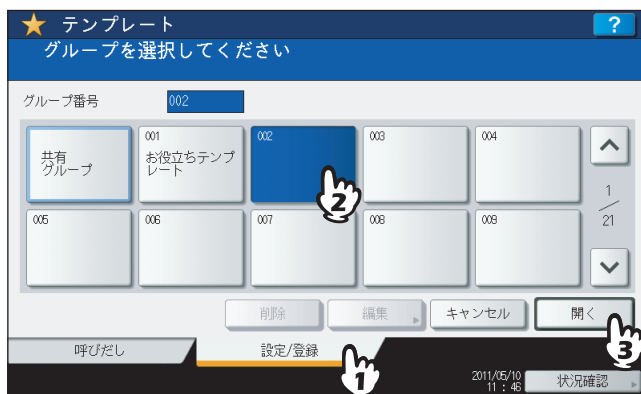 テンプレート
?
グループを選択してください
グループ番号
002
共有
グループ
001
お役立ちテンプ
レート
002
003
004
005
006
007
008
009
1
21
削除
編集
キャンセル
開く
呼びだし
設定/登録
2011/05/10
11 : 46
状況確認
2
1
3